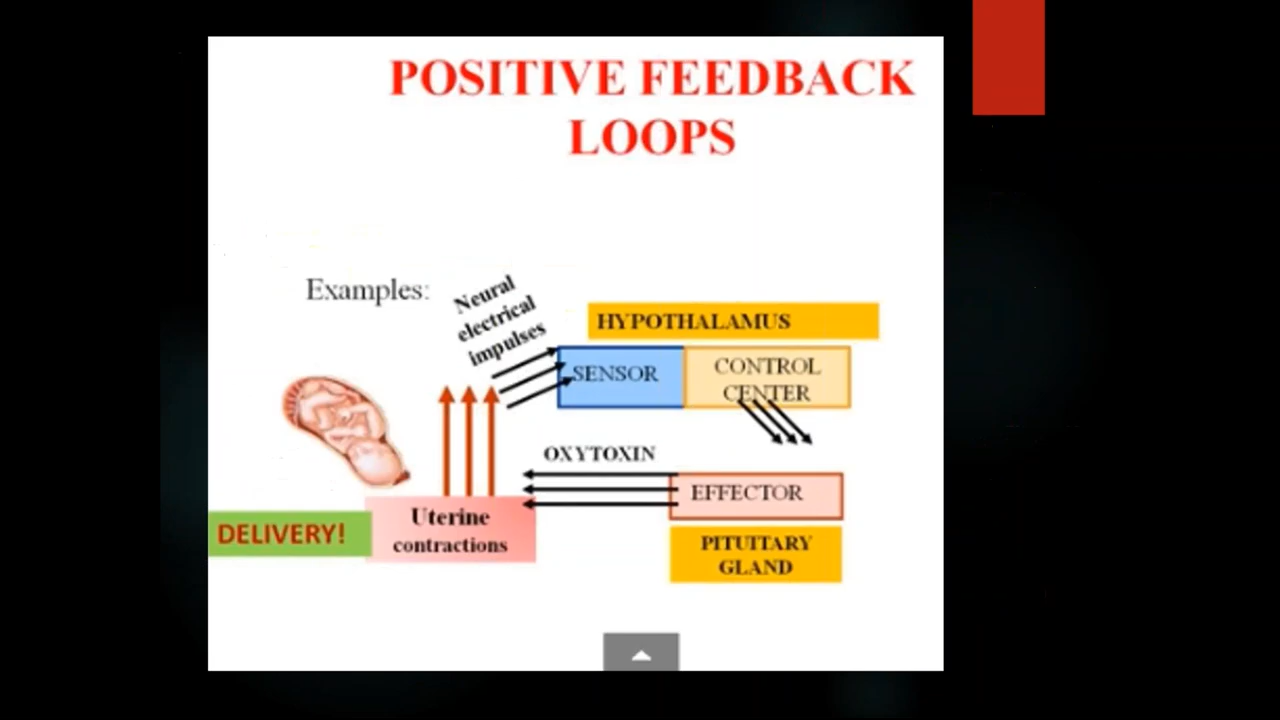 POSITIVE FEEDBACK
LOOPS
Examples:
Neural
electrical
impulses
HYPOTHALAMUS
SENSOR
CONTROL
CENTER
OXYTOXIN
EFFECTOR
Uterine
contractions
DELIVERY!
PITUITARY
GLAND